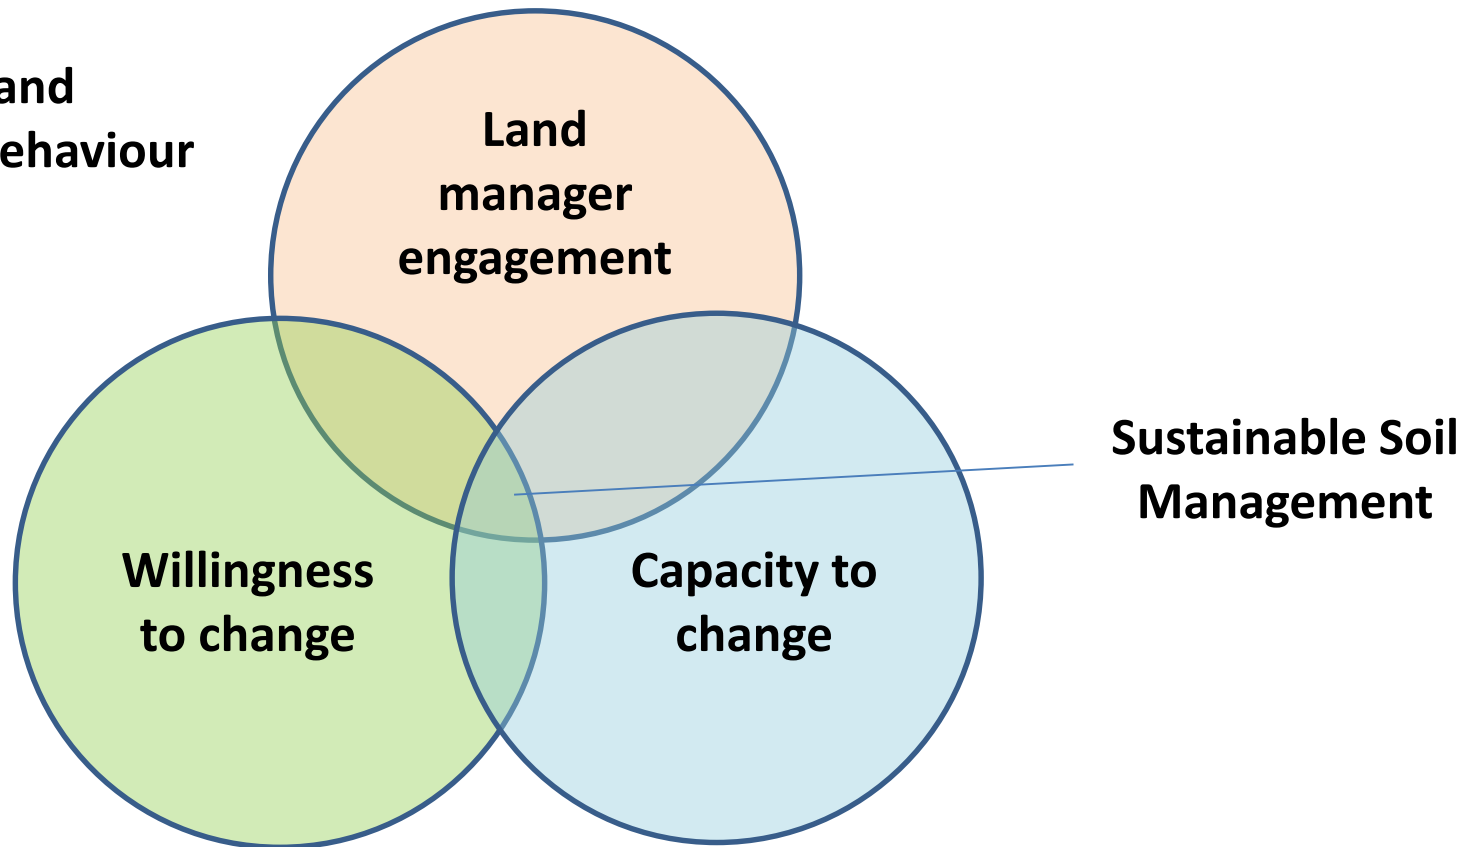 and
ehaviour
Land
manager
engagement
Sustainable Soil
Management
Willingness
to change
Capacity to
change